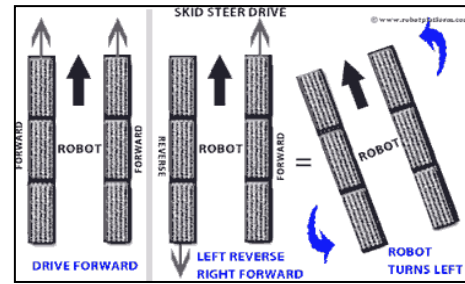 SKID STEER DRIVE
© www.robotplatforms.com
FORWARD
ROBOT
FORWARD
REVERSE
ROBOT
FORWARD
=
ROBOT
DRIVE FORWARD
LEFT REVERSE
RIGHT FORWARD
ROBOT
TURNS LEFT